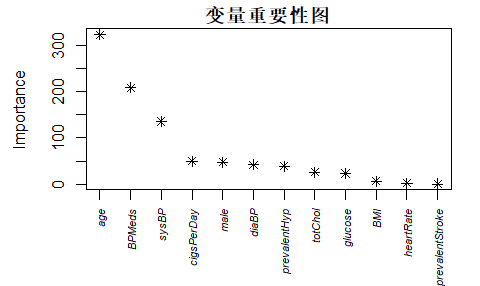 变量重要性图
Importance
300
200
100
0
age
BPMeds
sysBP
cigsPerDay
male
diaBP
prevalentHyp
totChol
glucose
BMI
heartRate
prevalentStroke